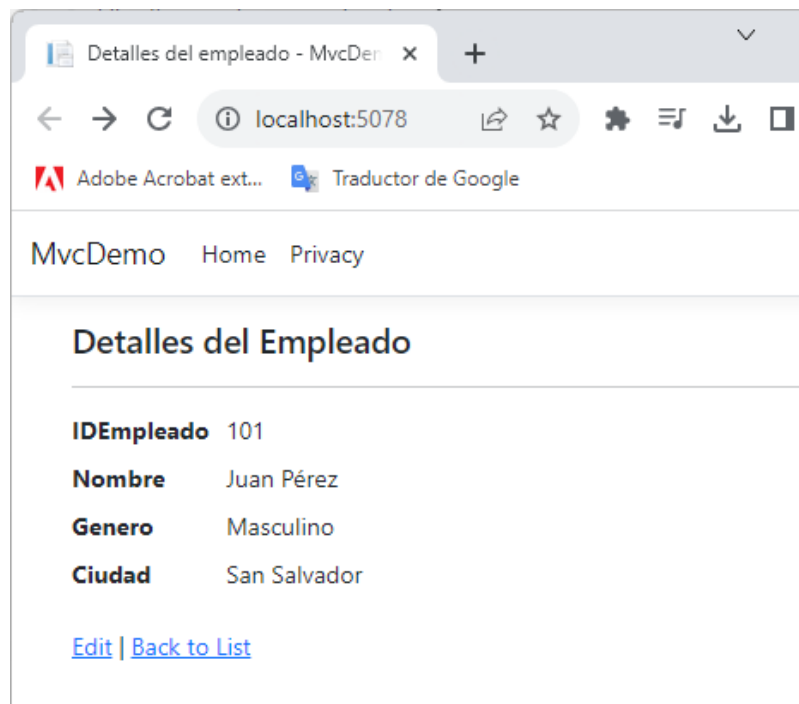 Detalles del empleado - MvcDer
localhost:5078
Adobe Acrobat ext... Traductor de Google
MvcDemo Home Privacy
Detalles del Empleado
IDEmpleado 101
Nombre Juan Pérez
Genero Masculino
Ciudad San Salvador
Edit | Back to List